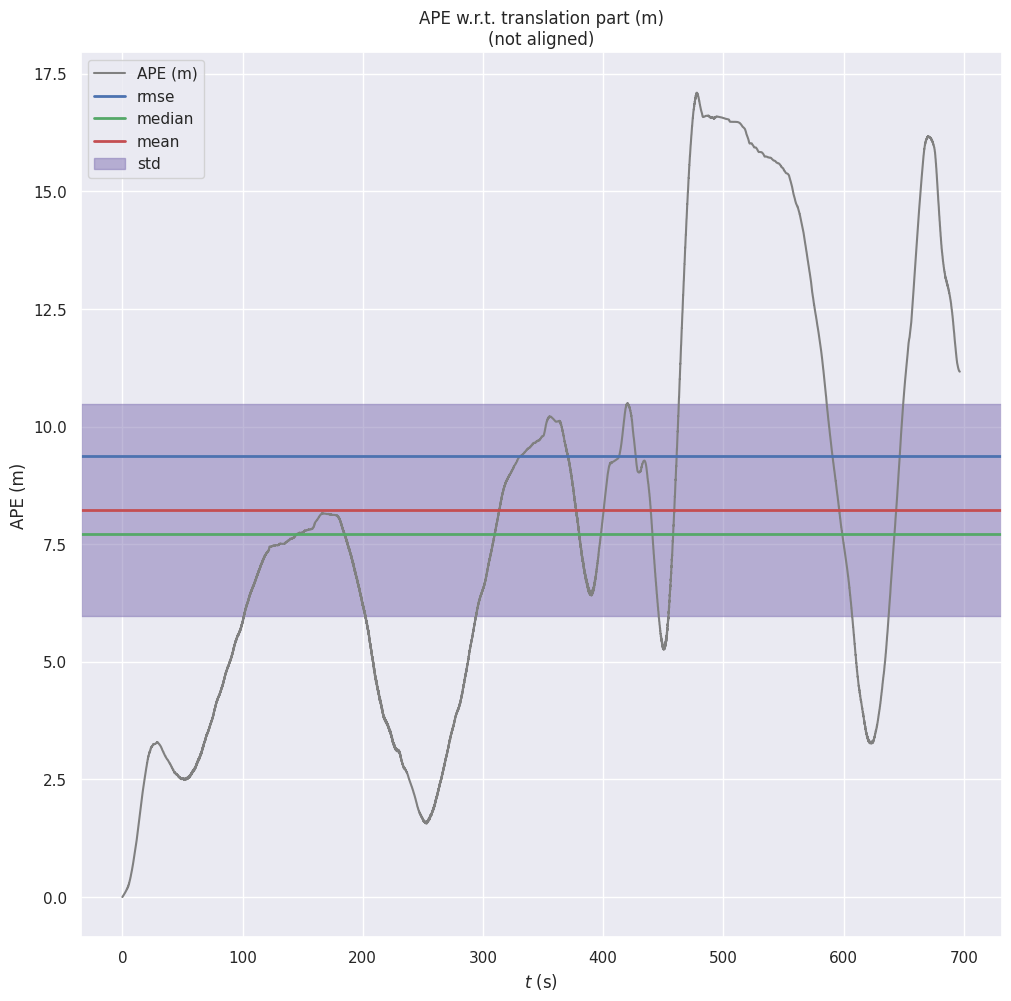 APE w.r.t. translation part (m)
(not aligned)
APE (m)
rmse
median
mean
std
17.5
15.0
12.5
10.0
7.5
5.0
2.5
0.0
APE (m)
0 100 200 300 400 500 600 700
t (s)